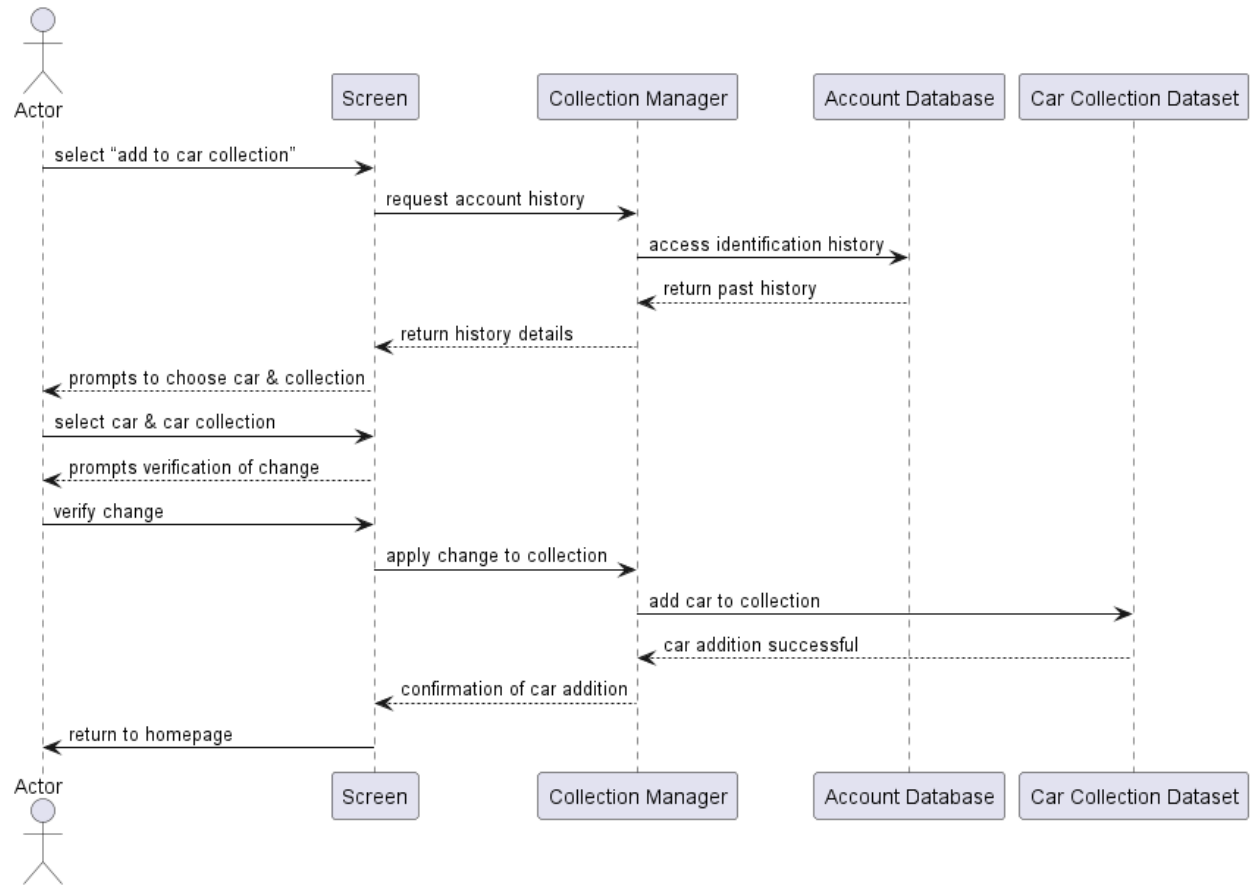 Actor
Screen
Collection Manager
Account Database
Car Collection Dataset
select “add to car collection”
request account history
access identification history
return past history
return history details
prompts to choose car & collection
select car & car collection
prompts verification of change
verify change
apply change to collection
add car to collection
car addition successful
confirmation of car addition
return to homepage
Actor
Screen
Collection Manager
Account Database
Car Collection Dataset